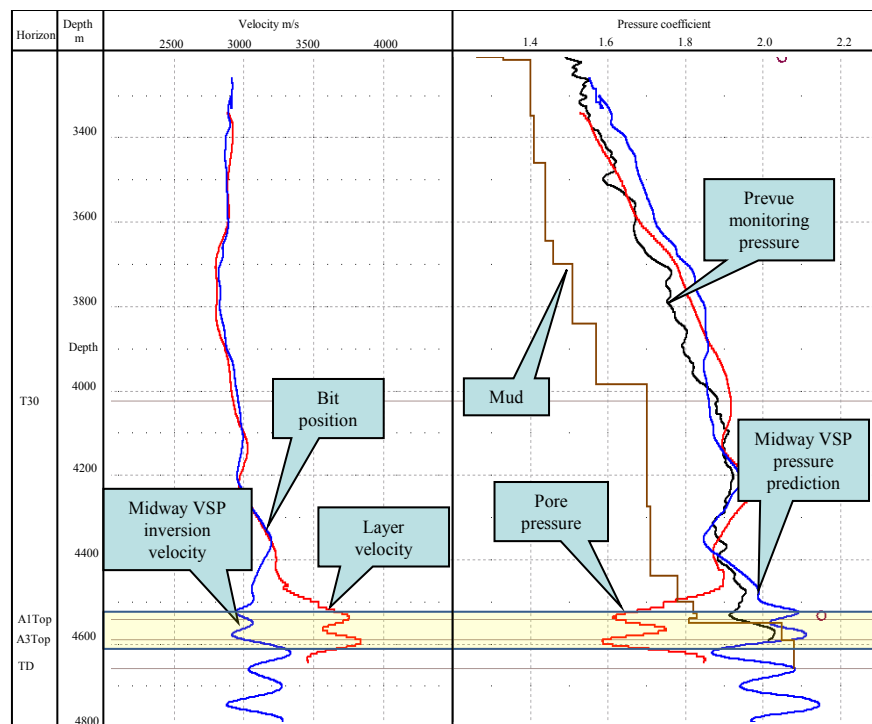 Horizon
Depth
m
Velocity m/s
2500 3000 3500 4000
Pressure coefficient
1.4 1.6 1.8 2.0 2.2
3400
3600
3800
Depth
4000
4200
4400
4600
4800
T30
A1Top
A3Top
TD
Bit
position
Midway VSP
inversion
velocity
Layer
velocity
Prevue
monitoring
pressure
Mud
Midway VSP
pressure
prediction
Pore
pressure